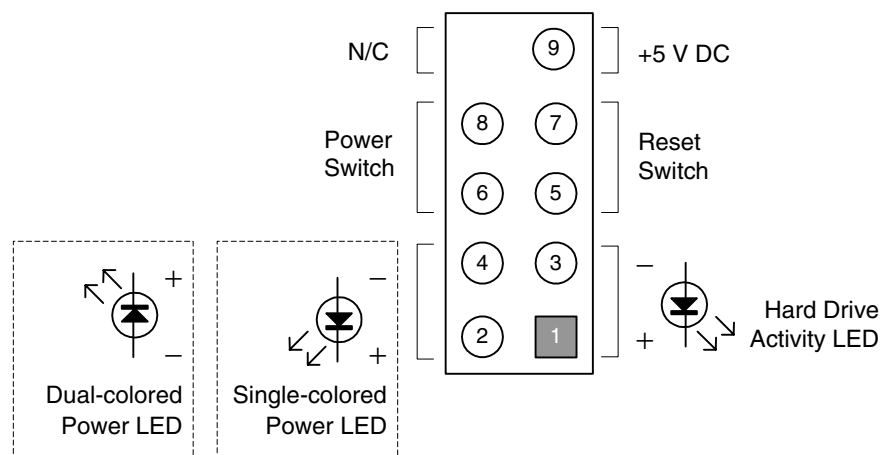 N/C
9
+5 V DC
Power
Switch
8
7
Reset
Switch
6
5
4
3
2
1
+
−
Dual-colored
Power LED
−
+
Single-colored
Power LED
−
+
Hard Drive
Activity LED